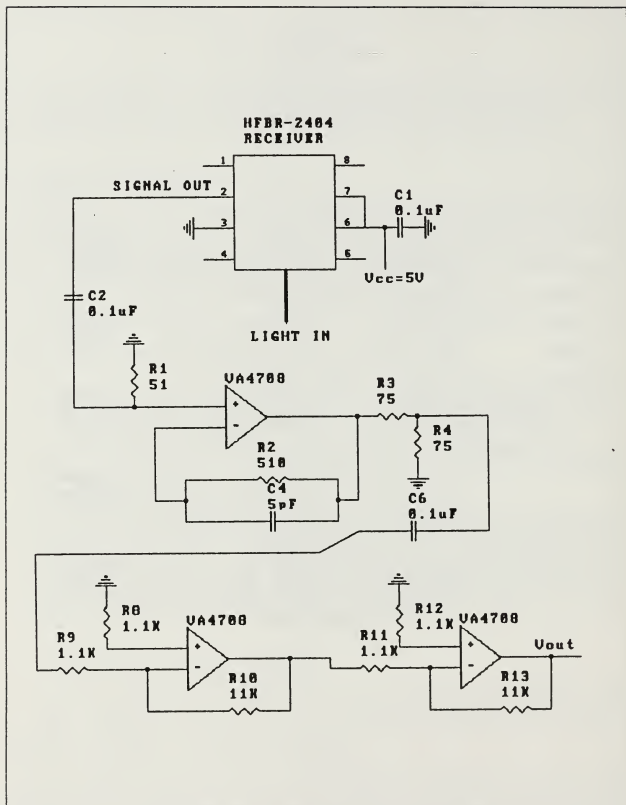 HFBR-2404
RECEIVER
1
8
SIGNAL OUT
2
7
C1
0.1uF
3
6
4
5
Vcc=5V
C2
0.1uF
LIGHT IN
R1
51
VA4708
R3
75
+
-
R4
75
R2
510
C4
5pF
C6
0.1uF
R8
1.1K
VA4708
R12
1.1K
VA4708
R9
1.1K
+
-
R11
1.1K
+
-
Vout
R10
11K
R13
11K